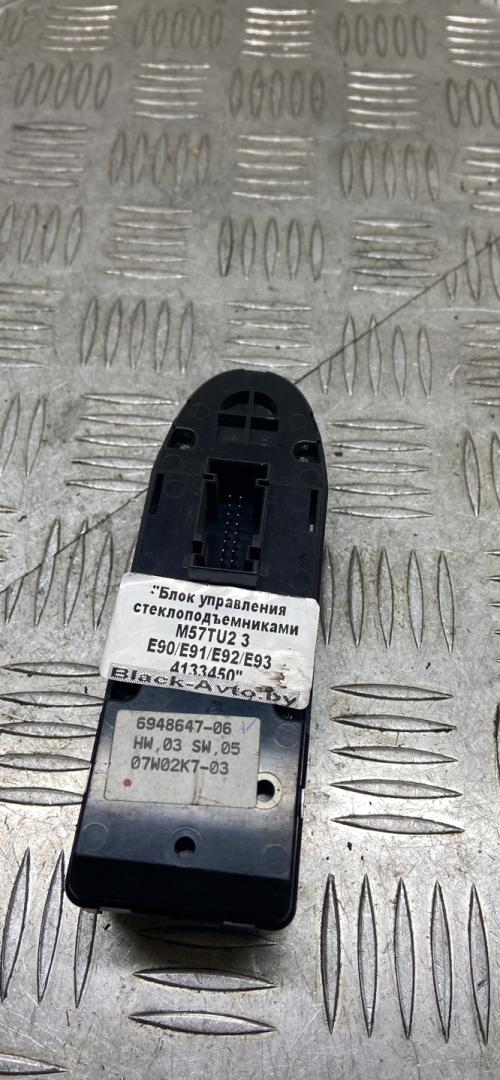 "Блок управления
стеклоподъемниками
M57TU2 3
E90/E91/E92/E93
4133450"
Black-Avto.by
6948647-06
HW,03 SW,05
07W02K7-03